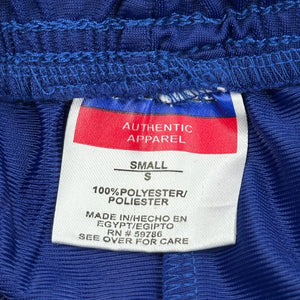 AUTHENTIC
APPAREL
SMALL
S
100%POLYESTER/
POLIESTER
MADE IN/HECHO EN
EGYPT/EGIPTO
RN # 59786
SEE OVER FOR CARE